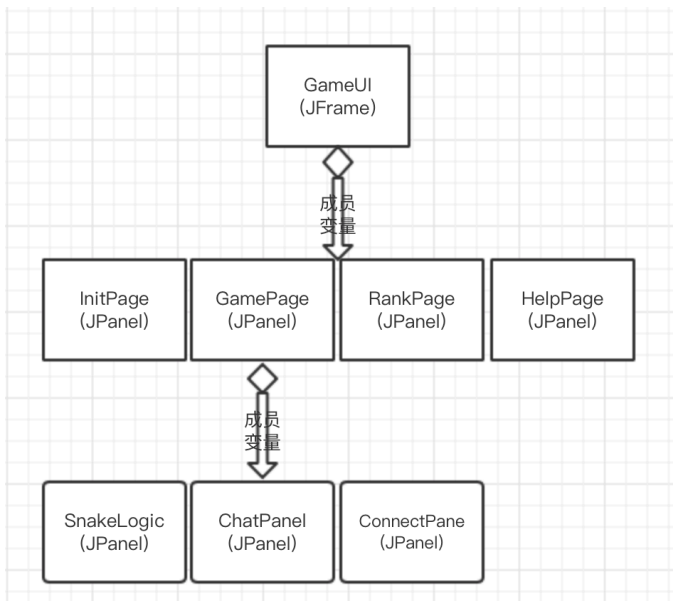 GameUI
(JFrame)
成员
变量
InitPage
(JPanel)
GamePage
(JPanel)
RankPage
(JPanel)
HelpPage
(JPanel)
成员
变量
SnakeLogic
(JPanel)
ChatPanel
(JPanel)
ConnectPane
(JPanel)